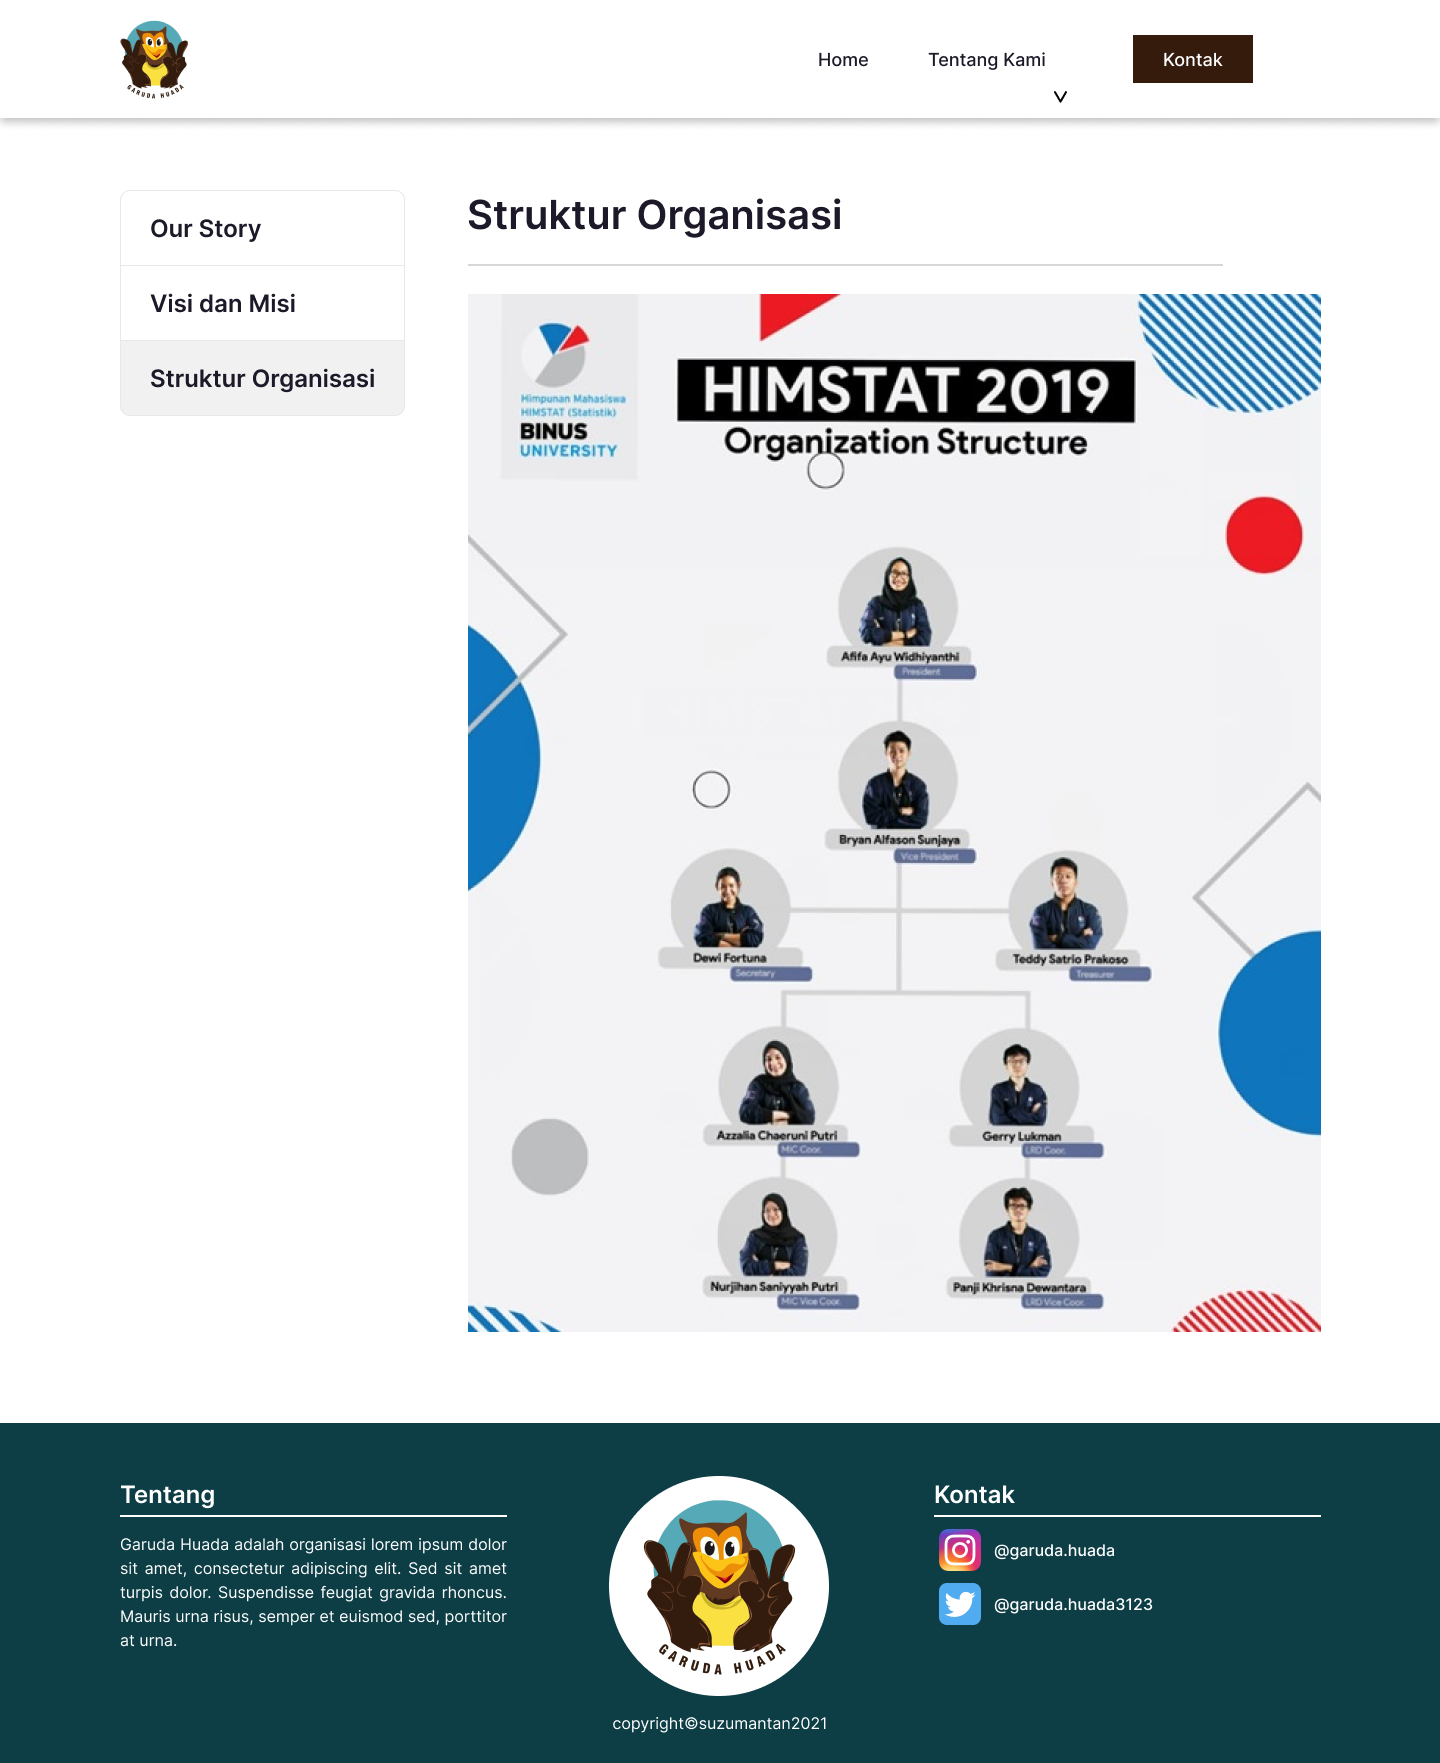 GARUDA HUADA
Home
Tentang Kami
Kontak
Our Story
Visi dan Misi
Struktur Organisasi
Struktur Organisasi
Himpunan Mahasiswa
HIMSTAT (Statistik)
BINUS
UNIVERSITY
HIMSTAT 2019
Organization Structure
Afifa Ayu Widhiyanthi
President
Bryan Alfason Sunjaya
Vice President
Dewi Fortuna
Secretary
Teddy Satrio Prakoso
Treasurer
Azzalia Chaeruni Putri
MIC Coor.
Gerry Lukman
LRD Coor.
Nurjihan Saniyyah Putri
MIC Vice Coor.
Panji Khrisna Dewantara
LRD Vice Coor.
Tentang
Garuda Huada adalah organisasi lorem ipsum dolor
sit amet, consectetur adipiscing elit. Sed sit amet
turpis dolor. Suspendisse feugiat gravida rhoncus.
Mauris urna risus, semper et euismod sed, porttitor
at urna.
GARUDA HUADA
copyright©suzumantan2021
Kontak
@garuda.huada
@garuda.huada3123